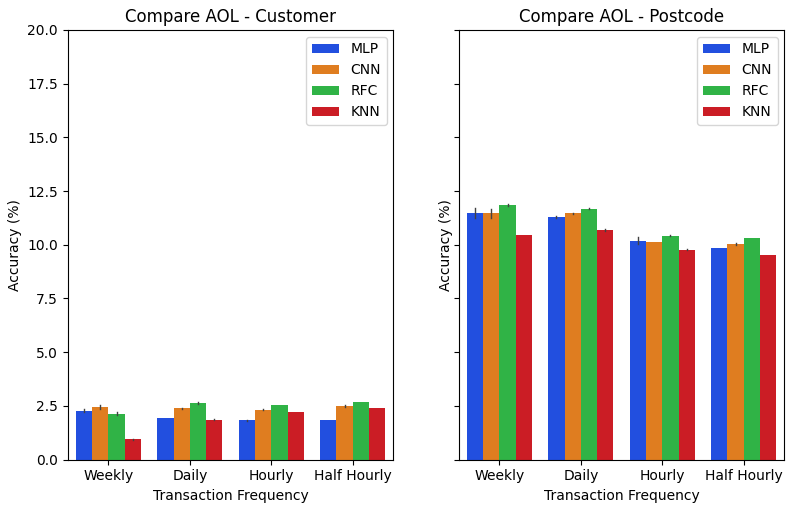 Compare AOL - Customer
20.0
17.5
15.0
12.5
10.0
7.5
5.0
2.5
0.0
Accuracy (%)
MLP
CNN
RFC
KNN
Weekly Daily Hourly Half Hourly
Transaction Frequency
Compare AOL - Postcode
Accuracy (%)
MLP
CNN
RFC
KNN
Weekly Daily Hourly Half Hourly
Transaction Frequency